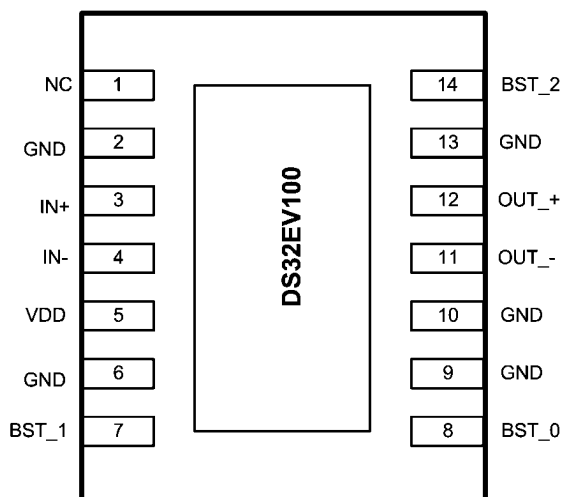 NC 1 14 BST_2
GND 2 13 GND
IN+ 3 12 OUT_+
IN- 4 11 OUT_-
VDD 5 10 GND
GND 6 9 GND
BST_1 7 8 BST_0
DS32EV100